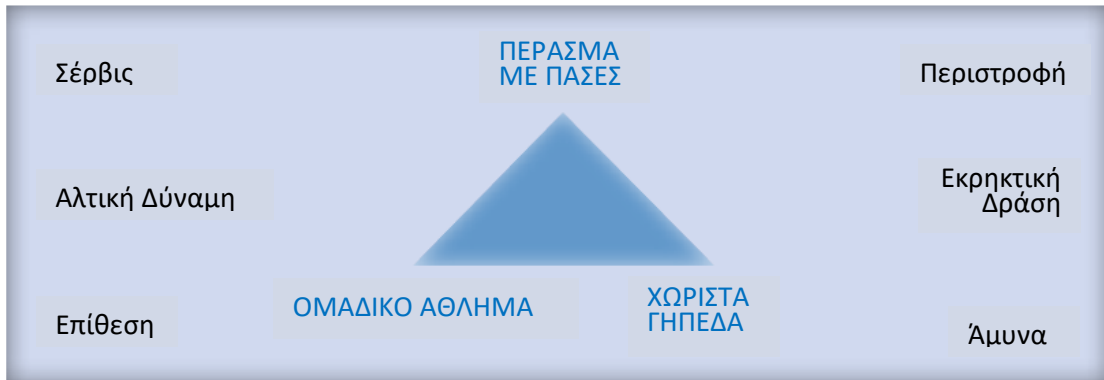 Σέρβις
ΠΕΡΑΣΜΑ
ΜΕ ΠΑΣΕΣ
Περιστροφή
Αλτική Δύναμη
Εκρηκτική
Δράση
Επίθεση
ΟΜΑΔΙΚΟ ΑΘΛΗΜΑ
ΧΩΡΙΣΤΑ
ΓΗΠΕΔΑ
Άμυνα